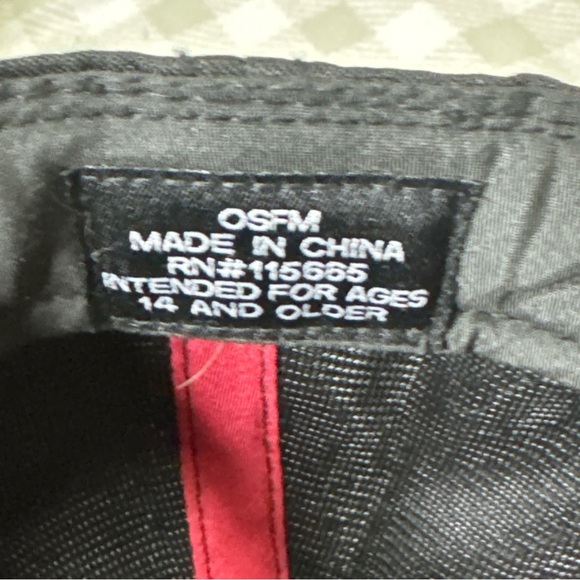 OSFM
MADE IN CHINA
RN#115665
INTENDED FOR AGES
14 AND OLDER